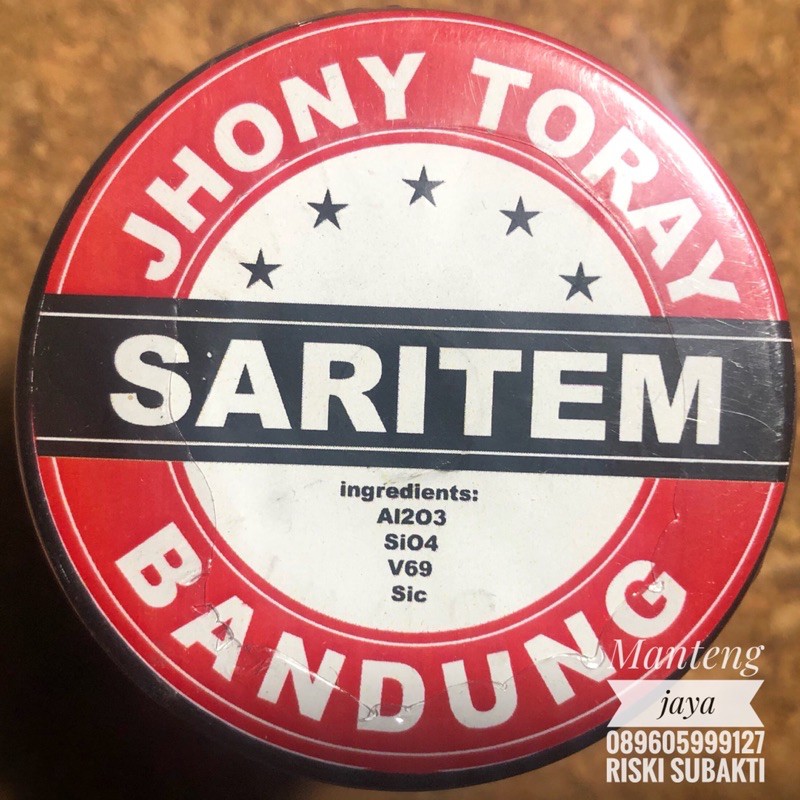 JHONY TORAY
SARITEM
ingredients:
Al2O3
SiO4
V69
Sic
BANDUNG
Manteng
jaya
089605999127
RISKI SUBAKTI